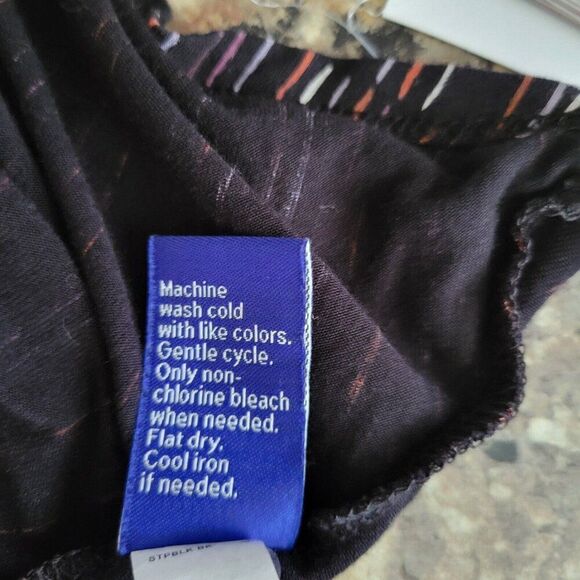 Machine
wash cold
with like colors.
Gentle cycle.
Only non-
chlorine bleach
when needed.
Flat dry.
Cool iron
if needed.